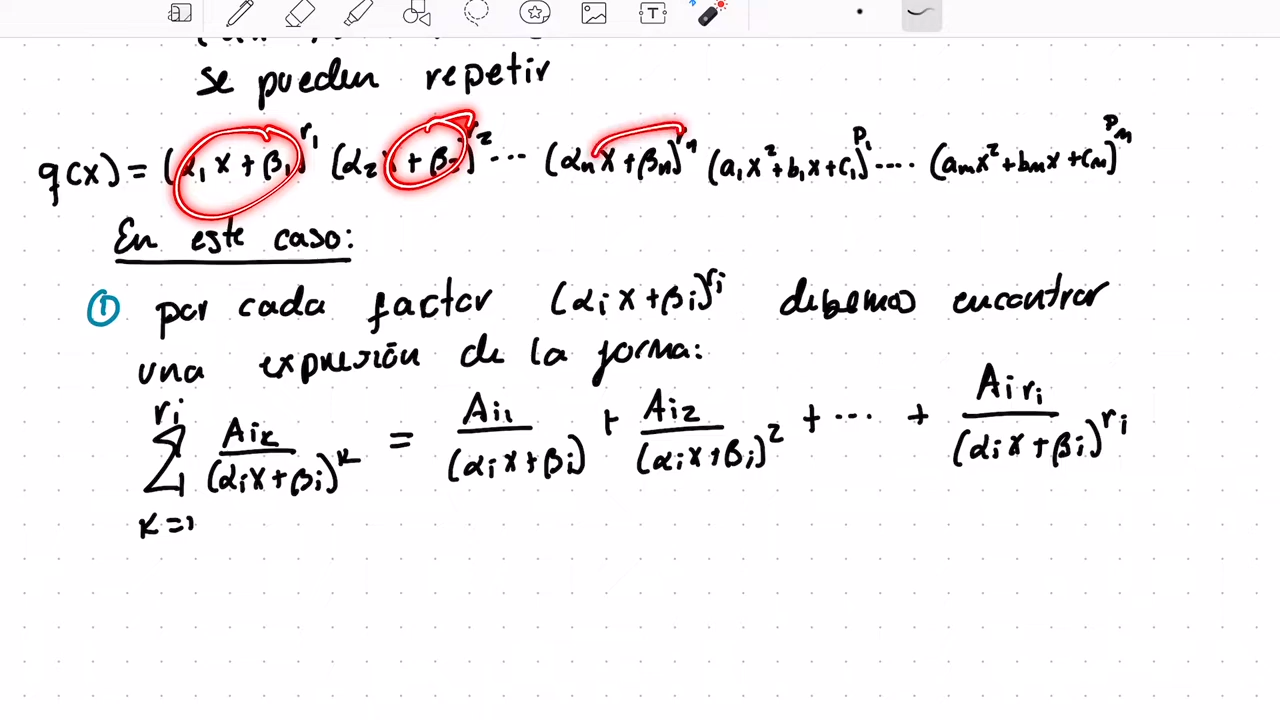 se pueden repetir
q(x) = (α₁x + β₁)^r₁ (α₂x + β₂)^r₂ ... (αₙx + βₙ)^rₙ (a₁x² + b₁x + c₁)^p₁ .... (aₘx² + bₘx + cₘ)^pₘ
En este caso:
① por cada factor (αᵢx + βᵢ)^rᵢ debemos encontrar
una expresión de la forma:
∑_{k=1}^{rᵢ} Aᵢₖ/(αᵢx + βᵢ)^k = Aᵢ₁/(αᵢx + βᵢ) + Aᵢ₂/(αᵢx + βᵢ)² + ... + Aᵢrᵢ/(αᵢx + βᵢ)^rᵢ